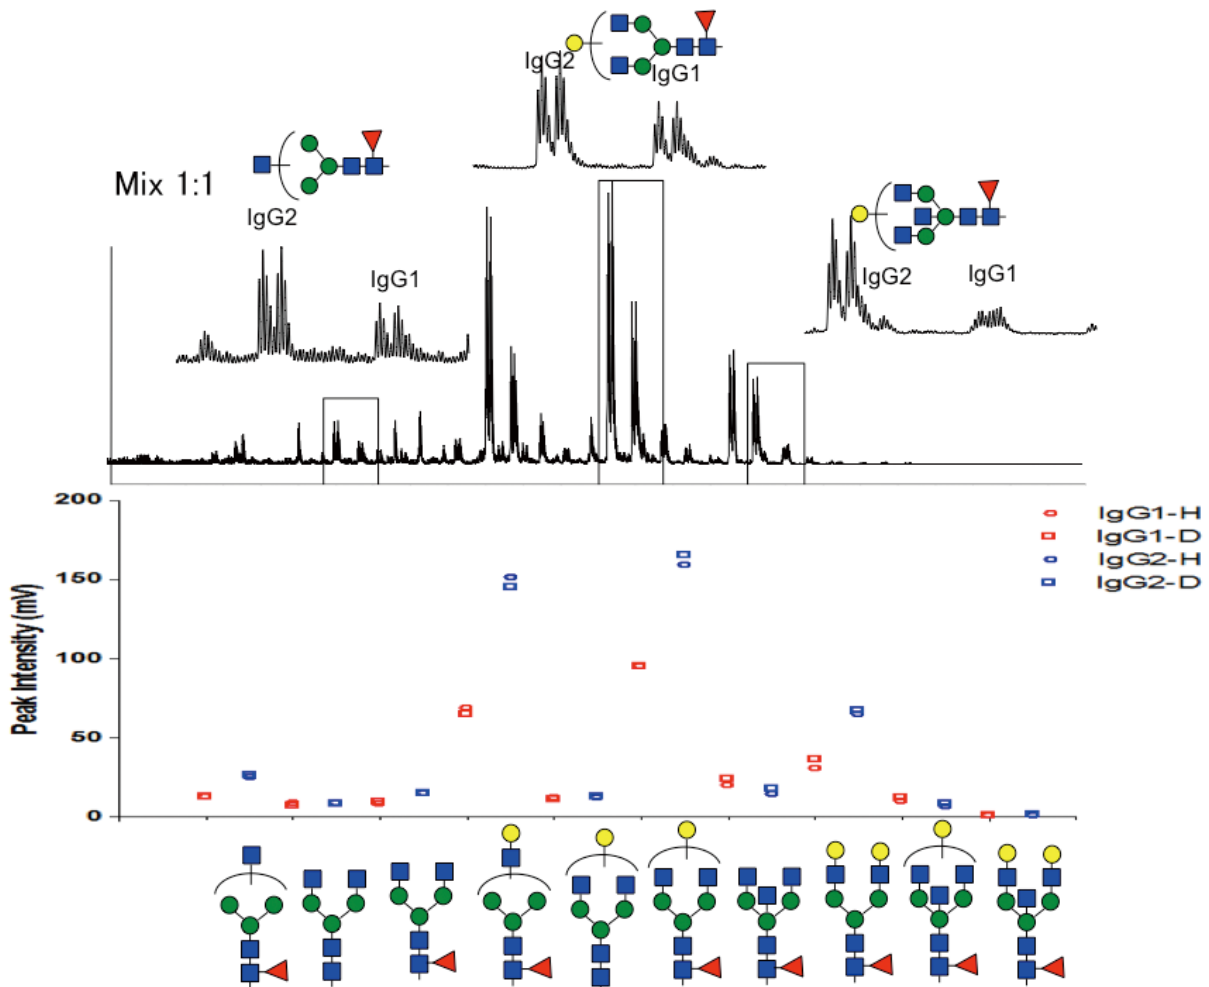 IgG2
IgG1
Mix 1:1
IgG2
IgG1
IgG2
IgG1
200
150
100
50
0
Peak Intensity (mV)
IgG1-H
IgG1-D
IgG2-H
IgG2-D